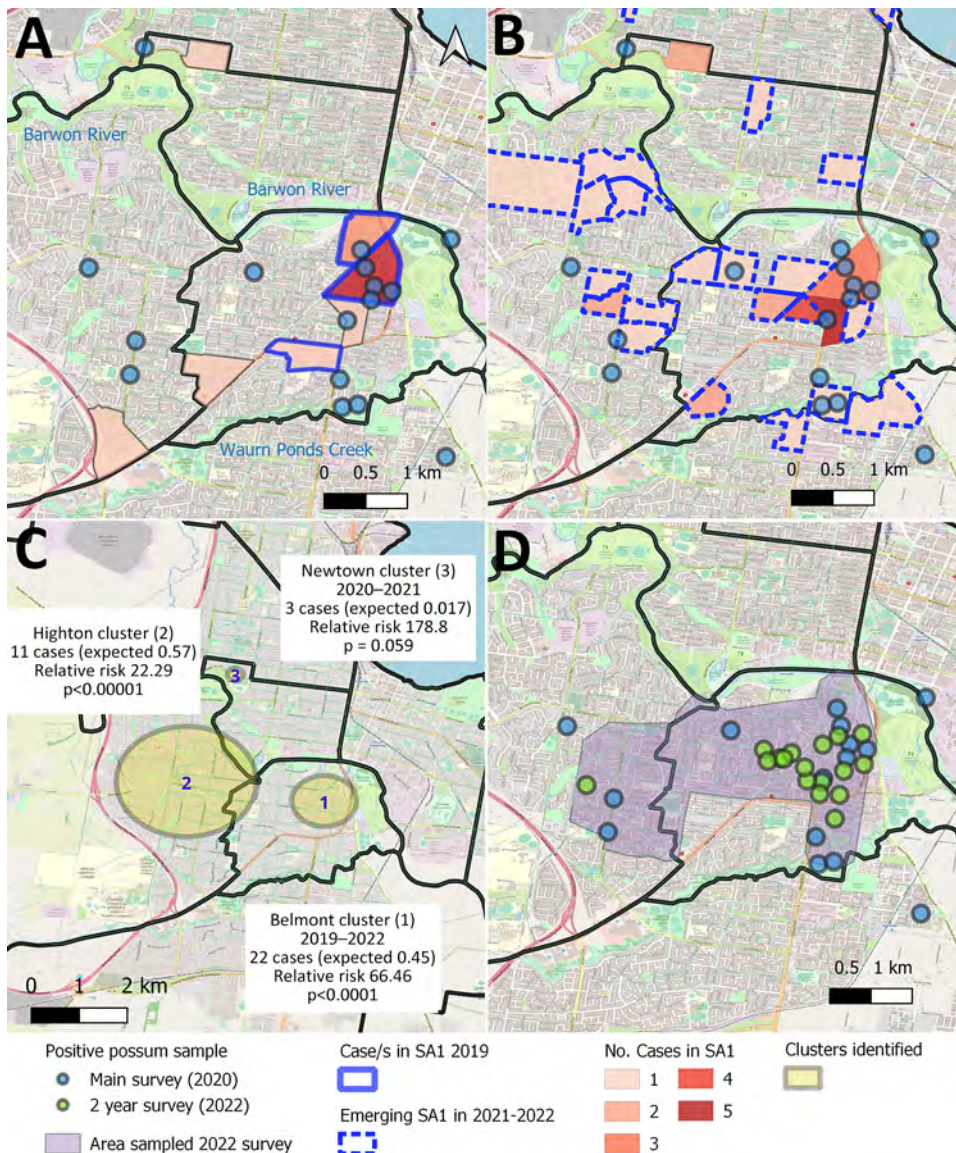 A
B
Barwon River
Barwon River
Waurn Ponds Creek
0 0.5 1 km
0 0.5 1 km
C
D
Newtown cluster (3)
2020–2021
3 cases (expected 0.017)
Relative risk 178.8
p = 0.059
Highton cluster (2)
11 cases (expected 0.57)
Relative risk 22.29
p<0.00001
3
2
1
Belmont cluster (1)
2019–2022
22 cases (expected 0.45)
Relative risk 66.46
p<0.0001
0 1 2 km
0.5 1 km
Positive possum sample
Main survey (2020)
2 year survey (2022)
Area sampled 2022 survey
Case/s in SA1 2019
Emerging SA1 in 2021-2022
No. Cases in SA1
1 4
2 5
3
Clusters identified